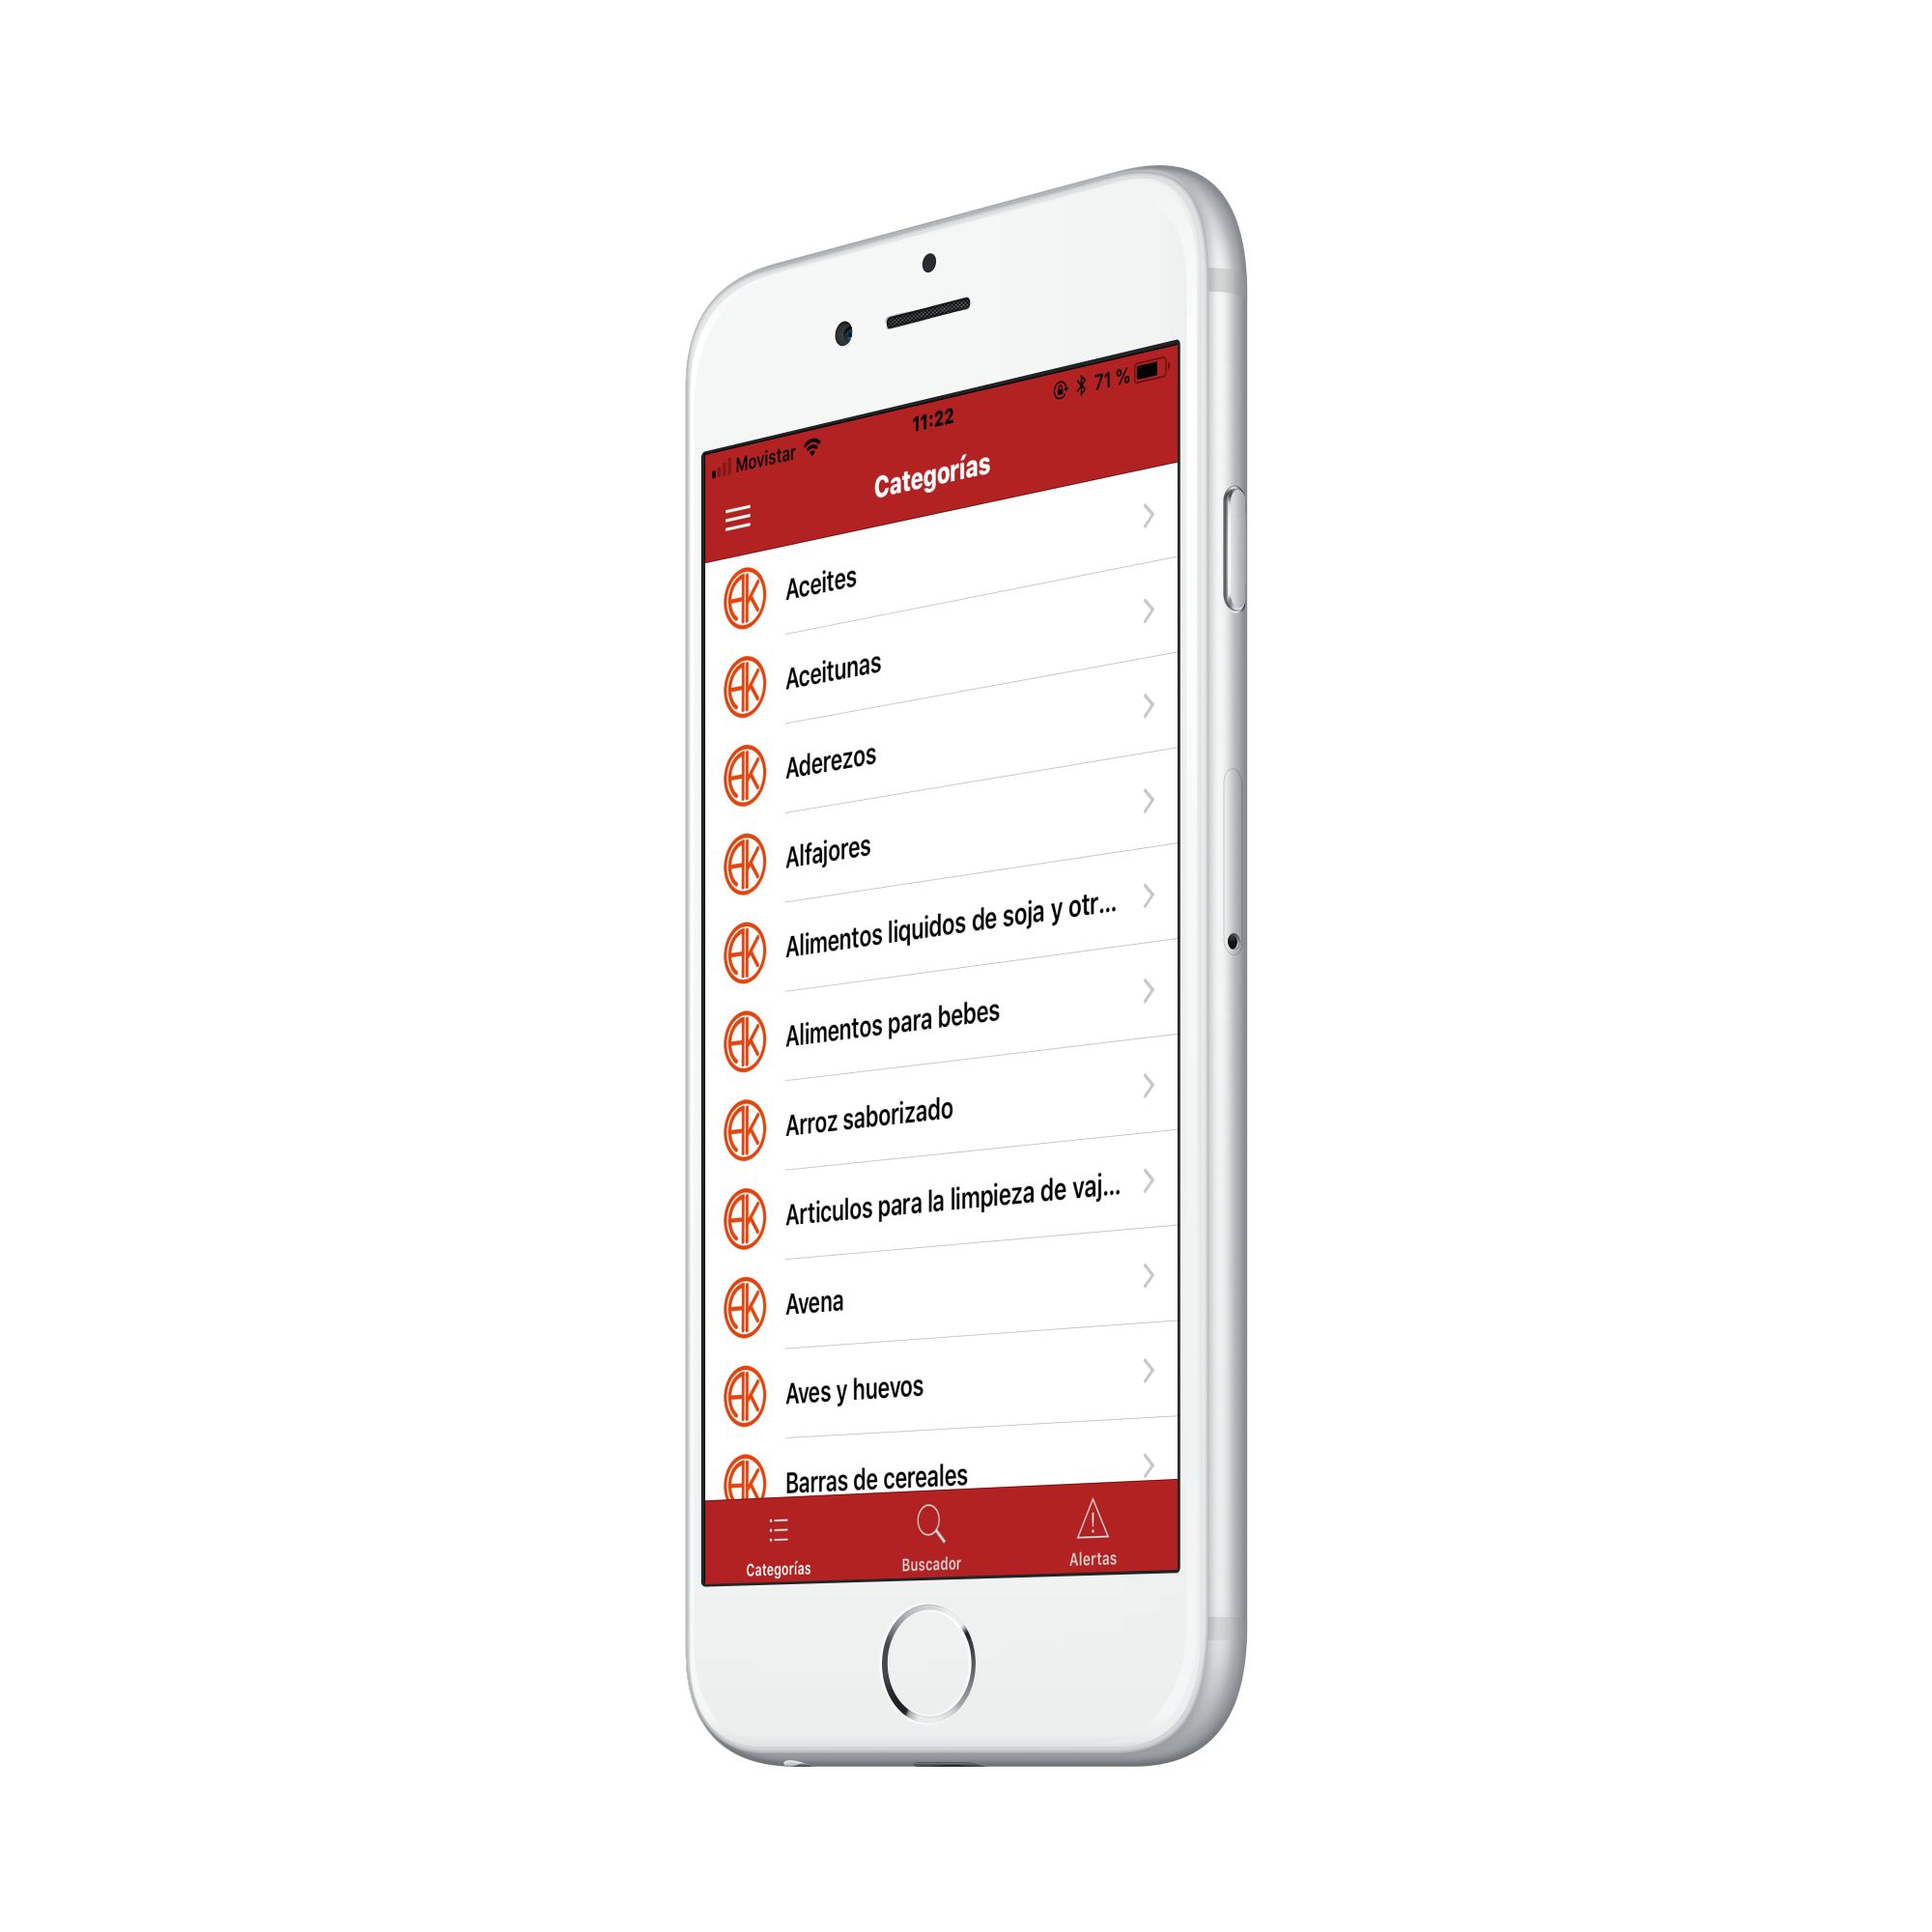 Movistar 11:22 71 %
Categorías
Aceites
Aceitunas
Aderezos
Alfajores
Alimentos liquidos de soja y otr...
Alimentos para bebes
Arroz saborizado
Articulos para la limpieza de vaj...
Avena
Aves y huevos
Barras de cereales
Categorías
Buscador
Alertas